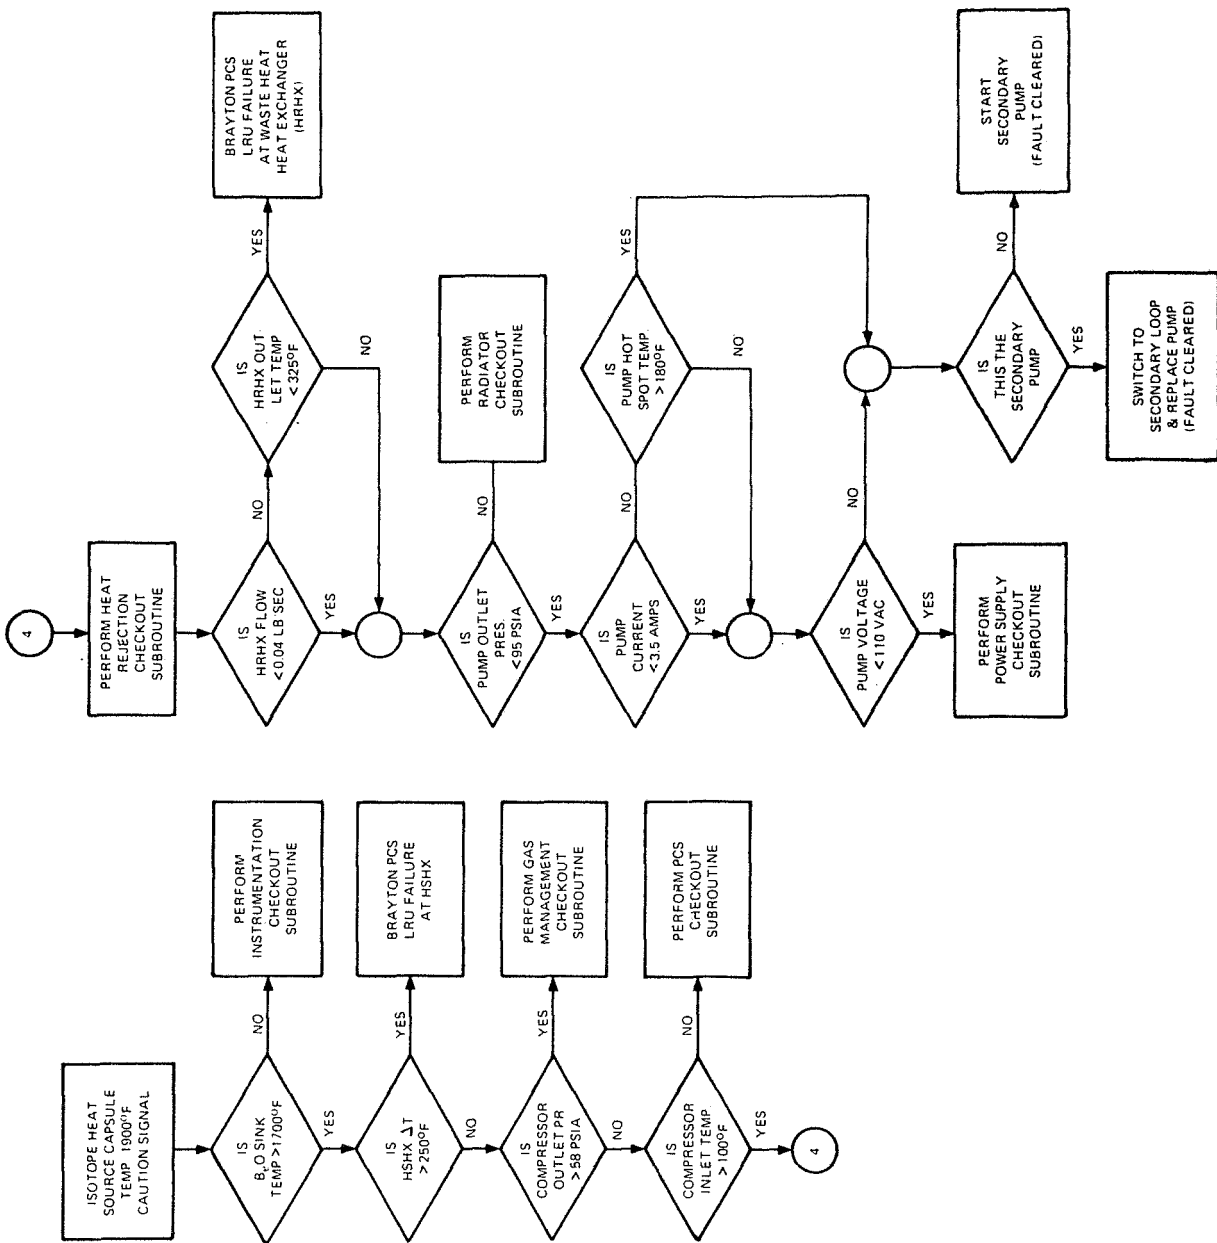 ISOTOPE HEAT
SOURCE CAPSULE
TEMP 1900°F
CAUTION SIGNAL
IS
BeO SINK
TEMP >1700°F
NO
PERFORM
INSTRUMENTATION
CHECKOUT
SUBROUTINE
YES
IS
HSHX ΔT
>250°F
YES
BRAYTON PCS
LRU FAILURE
AT HSHX
NO
IS
COMPRESSOR
OUTLET PR
>58 PSIA
YES
PERFORM GAS
MANAGEMENT
CHECKOUT
SUBROUTINE
NO
IS
COMPRESSOR
INLET TEMP
>100°F
NO
PERFORM PCS
CHECKOUT
SUBROUTINE
YES
4
4
PERFORM HEAT
REJECTION
CHECKOUT
SUBROUTINE
IS
HRHX FLOW
<0.04 LB SEC
NO
IS
HRHX OUT
LET TEMP
<325°F
YES
BRAYTON PCS
LRU FAILURE
AT WASTE HEAT
HEAT EXCHANGER
(HRHX)
YES
NO
IS
PUMP OUTLET
PRES.
<95 PSIA
NO
PERFORM
RADIATOR
CHECKOUT
SUBROUTINE
YES
IS
PUMP
CURRENT
<3.5 AMPS
NO
IS
PUMP HOT
SPOT TEMP.
>180°F
YES
YES
NO
IS
PUMP VOLTAGE
<110 VAC
NO
YES
PERFORM
POWER SUPPLY
CHECKOUT
SUBROUTINE
IS
THIS THE
SECONDARY
PUMP
NO
START
SECONDARY
PUMP
(FAULT CLEARED)
YES
SWITCH TO
SECONDARY LOOP
& REPLACE PUMP
(FAULT CLEARED)